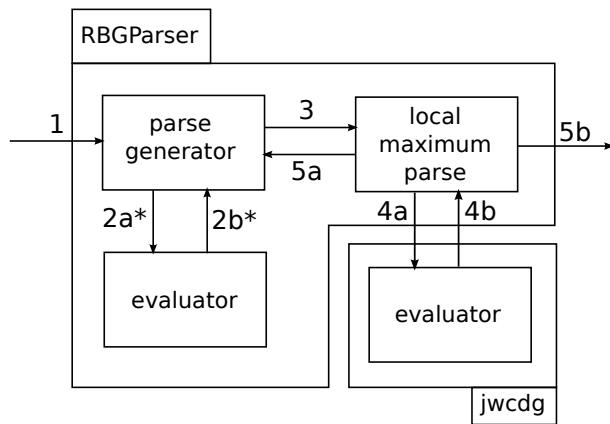 RBGParser
1
parse
generator
3
5a
local
maximum
parse
5b
2a*
2b*
4a
4b
evaluator
evaluator
jwcdg